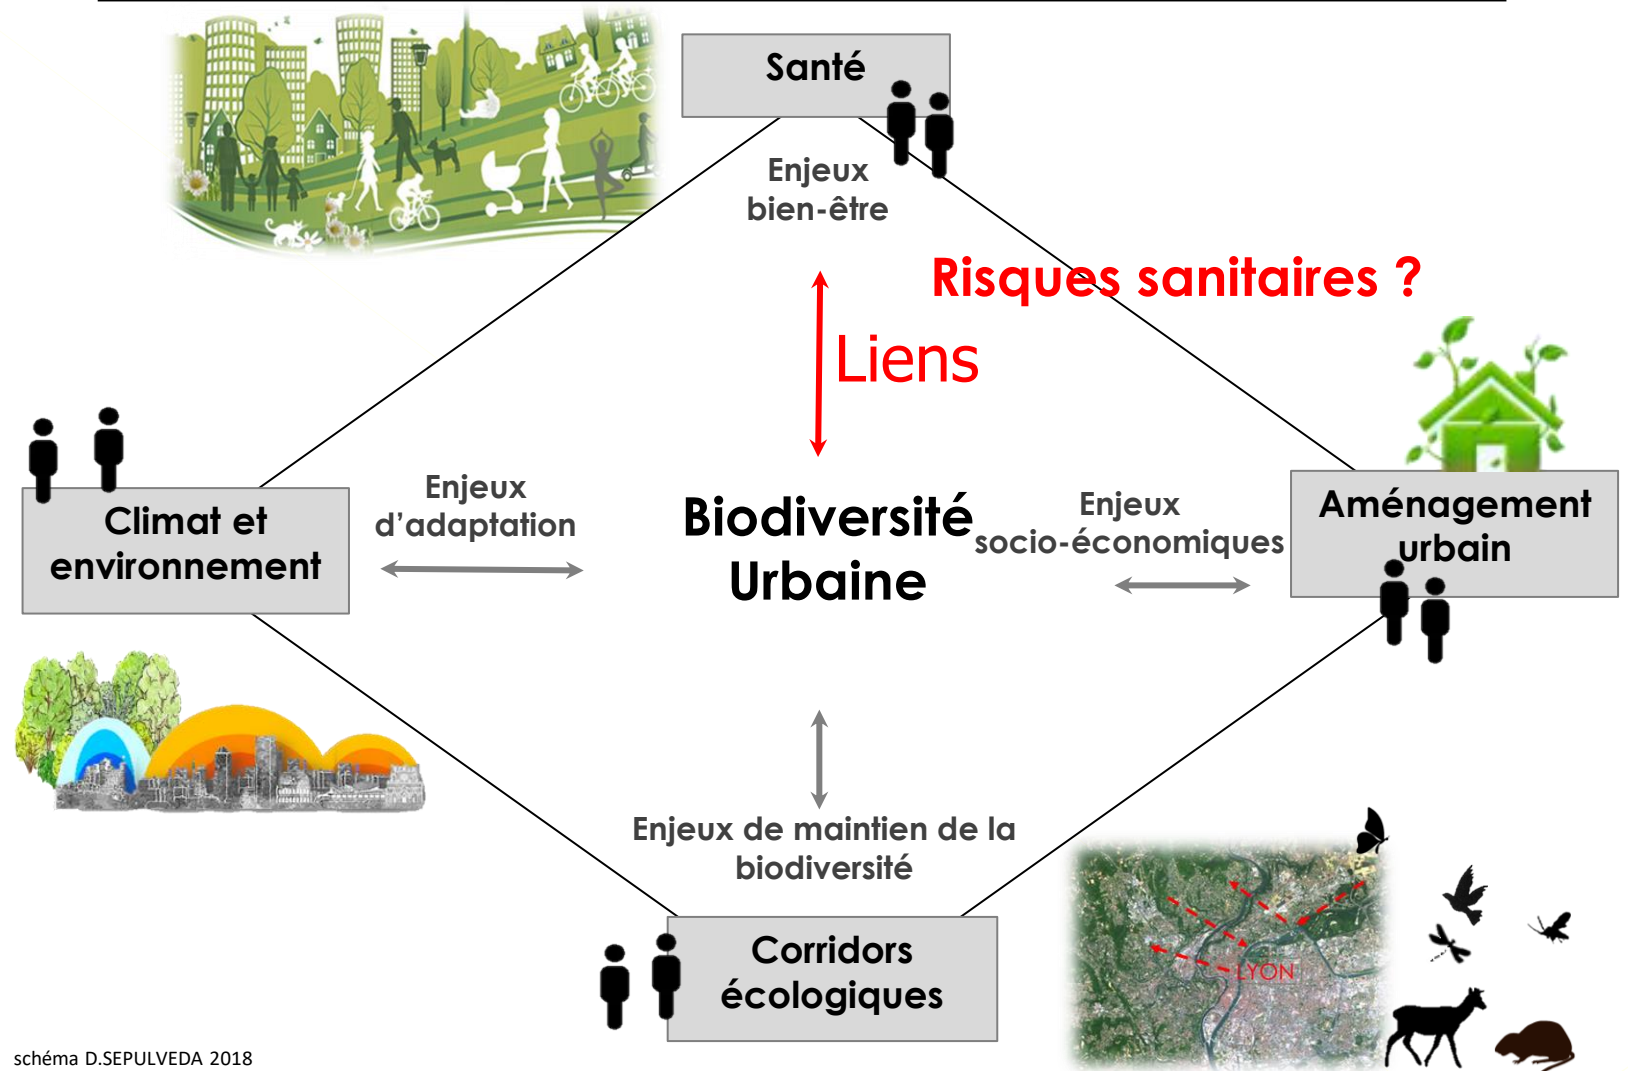 Santé
Enjeux
bien-être
Risques sanitaires ?
Liens
Climat et
environnement
Enjeux
d’adaptation
Biodiversité
Urbaine
Enjeux
socio-économiques
Aménagement
urbain
Enjeux de maintien de la
biodiversité
Corridors
écologiques
LYON
schéma D.SEPULVEDA 2018